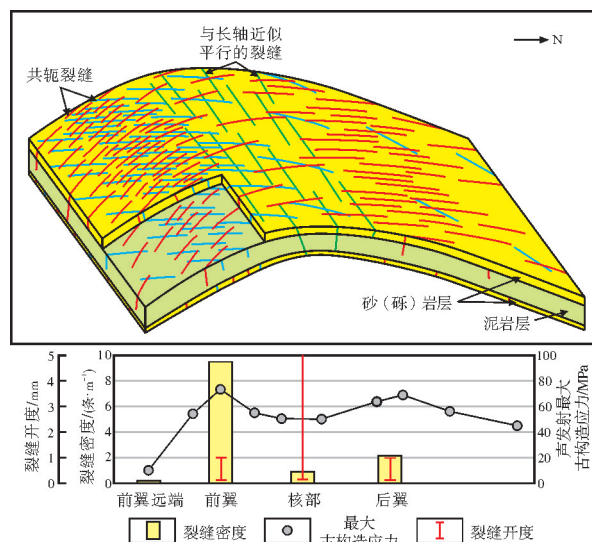 与长轴近似
平行的裂缝
N
共轭裂缝
砂（砾）岩层
泥岩层
裂缝开度/mm
5
4
3
2
1
0
裂缝密度/(条·m⁻¹)
10
8
6
4
2
0
声发射最大
古构造应力/MPa
100
80
60
40
20
0
前翼远端 前翼 核部 后翼
裂缝密度 最大
古构造应力 裂缝开度